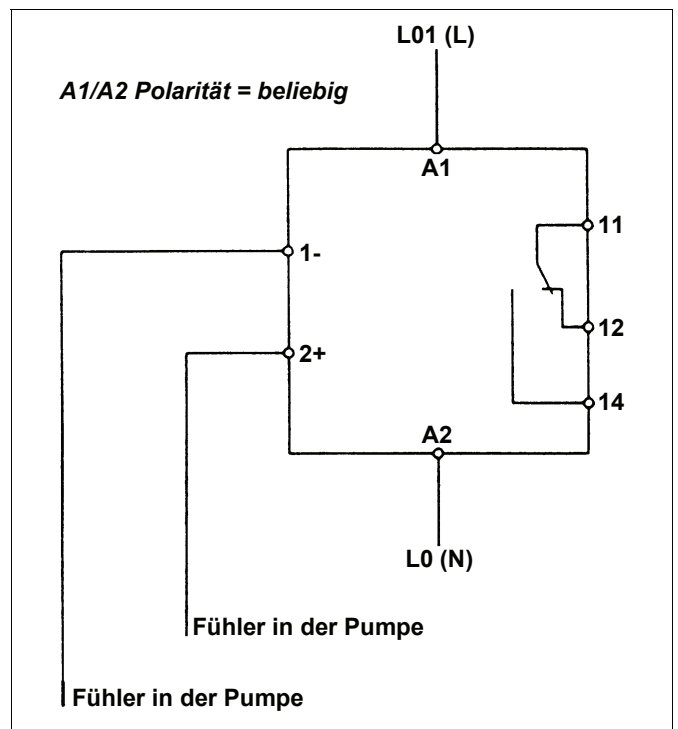 L01 (L)
A1/A2 Polarität = beliebig
A1
11
1-
12
2+
14
A2
L0 (N)
Fühler in der Pumpe
Fühler in der Pumpe